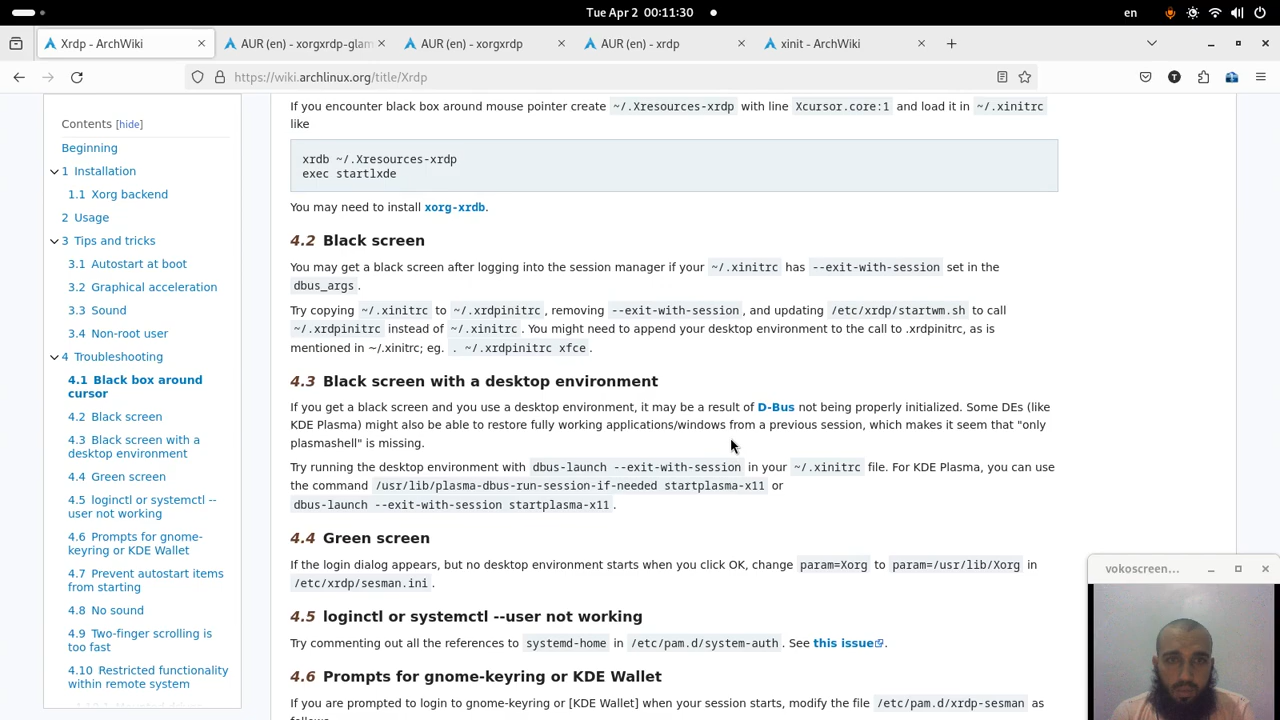 Tue Apr 2 00:11:30
en
Xrdp - ArchWiki
AUR (en) - xorgxrdp-glam
AUR (en) - xorgxrdp
AUR (en) - xrdp
xinit - ArchWiki
https://wiki.archlinux.org/title/Xrdp
Contents [hide]
Beginning
1 Installation
1.1 Xorg backend
2 Usage
3 Tips and tricks
3.1 Autostart at boot
3.2 Graphical acceleration
3.3 Sound
3.4 Non-root user
4 Troubleshooting
4.1 Black box around
cursor
4.2 Black screen
4.3 Black screen with a
desktop environment
4.4 Green screen
4.5 loginctl or systemctl --
user not working
4.6 Prompts for gnome-
keyring or KDE Wallet
4.7 Prevent autostart items
from starting
4.8 No sound
4.9 Two-finger scrolling is
too fast
4.10 Restricted functionality
within remote system
If you encounter black box around mouse pointer create ~/.Xresources-xrdp with line Xcursor.core:1 and load it in ~/.xinitrc
like
xrdb ~/.Xresources-xrdp
exec startlxde
You may need to install xorg-xrdb.
4.2 Black screen
You may get a black screen after logging into the session manager if your ~/.xinitrc has --exit-with-session set in the
dbus_args.
Try copying ~/.xinitrc to ~/.xrdpinitrc, removing --exit-with-session, and updating /etc/xrdp/startwm.sh to call
~/.xrdpinitrc instead of ~/.xinitrc. You might need to append your desktop environment to the call to .xrdpinitrc, as is
mentioned in ~/.xinitrc; eg. . ~/.xrdpinitrc xfce.
4.3 Black screen with a desktop environment
If you get a black screen and you use a desktop environment, it may be a result of D-Bus not being properly initialized. Some DEs (like
KDE Plasma) might also be able to restore fully working applications/windows from a previous session, which makes it seem that "only
plasmashell" is missing.
Try running the desktop environment with dbus-launch --exit-with-session in your ~/.xinitrc file. For KDE Plasma, you can use
the command /usr/lib/plasma-dbus-run-session-if-needed startplasma-x11 or
dbus-launch --exit-with-session startplasma-x11.
4.4 Green screen
If the login dialog appears, but no desktop environment starts when you click OK, change param=Xorg to param=/usr/lib/Xorg in
/etc/xrdp/sesman.ini.
4.5 loginctl or systemctl --user not working
Try commenting out all the references to systemd-home in /etc/pam.d/system-auth. See this issue.
4.6 Prompts for gnome-keyring or KDE Wallet
If you are prompted to login to gnome-keyring or [KDE Wallet] when your session starts, modify the file /etc/pam.d/xrdp-sesman as
follows
vokoscreen...